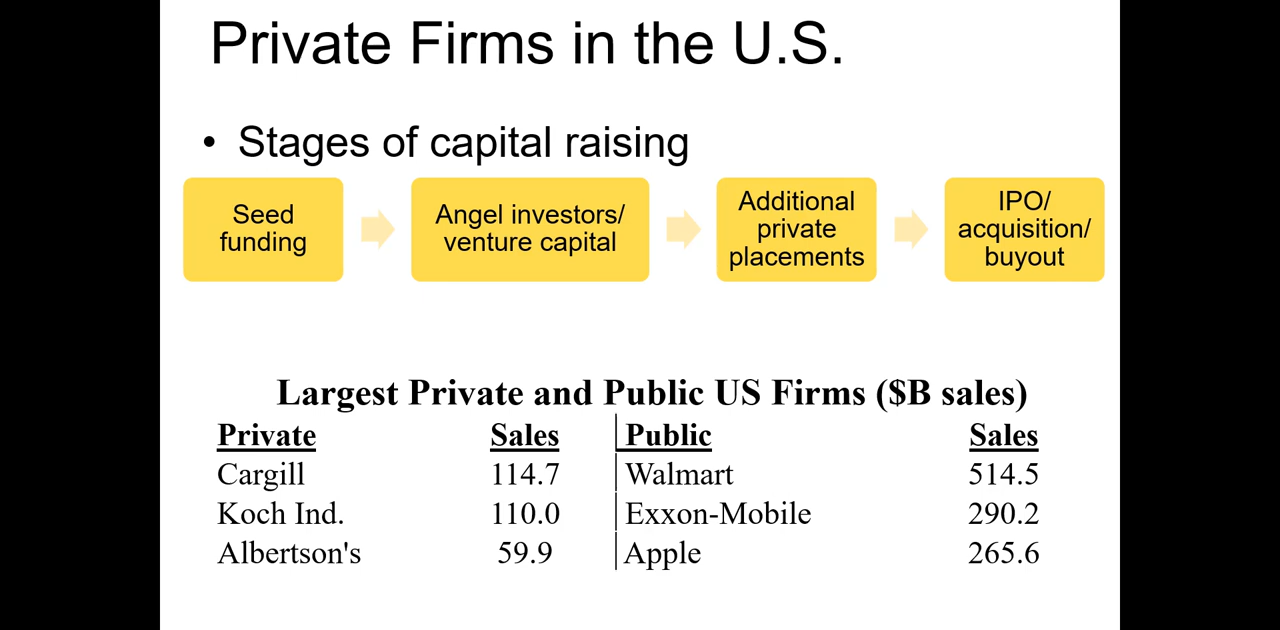 Private Firms in the U.S.
• Stages of capital raising
Seed
funding
Angel investors/
venture capital
Additional
private
placements
IPO/
acquisition/
buyout
Largest Private and Public US Firms ($B sales)
Private Sales Public Sales
Cargill 114.7 Walmart 514.5
Koch Ind. 110.0 Exxon-Mobile 290.2
Albertson's 59.9 Apple 265.6